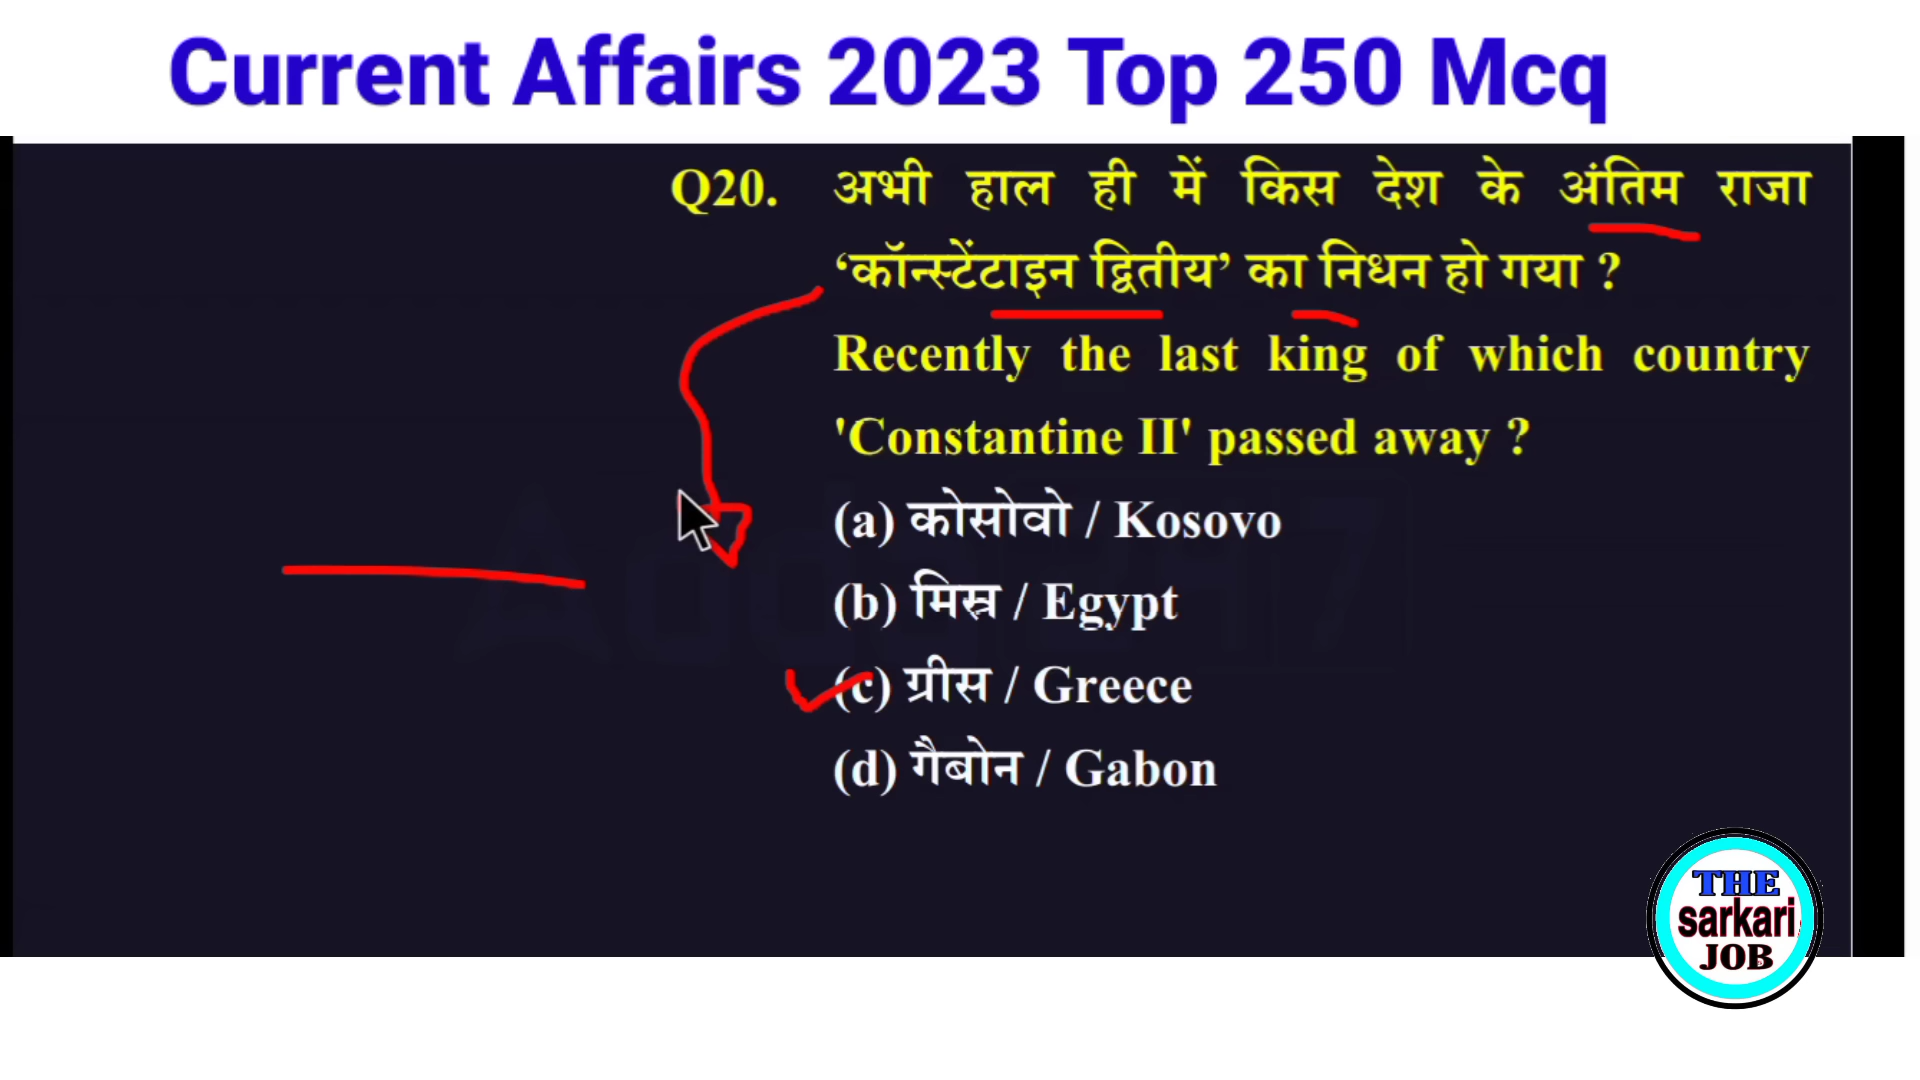 Current Affairs 2023 Top 250 Mcq
Q20. अभी हाल ही में किस देश के अंतिम राजा
‘कॉन्स्टेंटाइन द्वितीय’ का निधन हो गया ?
Recently the last king of which country
'Constantine II' passed away ?
(a) कोसोवो / Kosovo
(b) मिस्र / Egypt
(c) ग्रीस / Greece
(d) गैबोन / Gabon
THE
sarkari
JOB